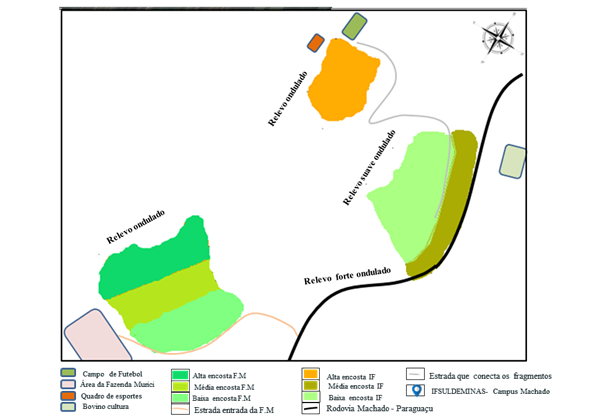 Relevo ondulado
Relevo suave ondulado
Relevo ondulado
Relevo forte ondulado
Campo de Futebol
Área da Fazenda Murici
Quadro de esportes
Bovino cultura
Alta encosta F.M
Média encosta F.M
Baixa encosta F.M
Estrada entrada da F.M
Alta encosta IF
Média encosta IF
Baixa encosta IF
Rodovia Machado - Paraguaçu
Estrada que conecta os fragmentos
IFSULDEMINAS- Campus Machado